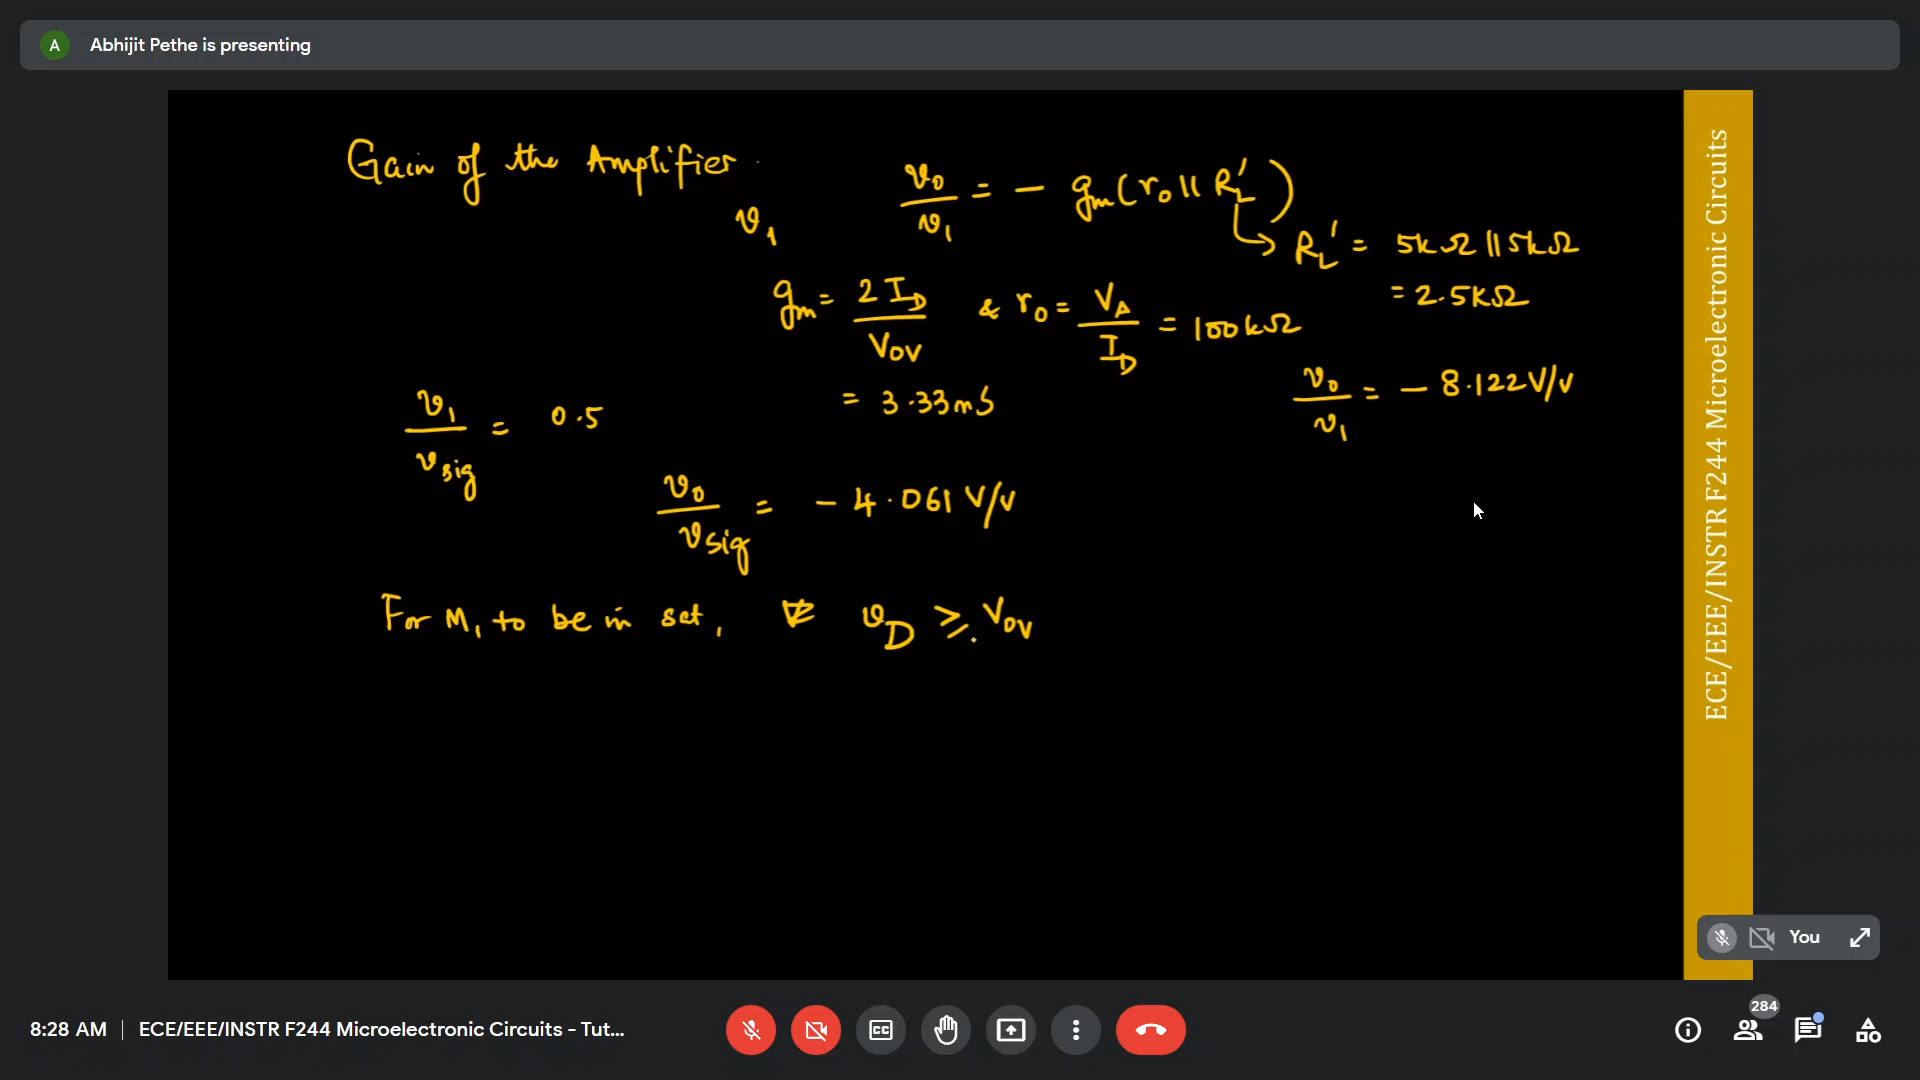 A Abhijit Pethe is presenting
Gain of the Amplifier.
v1
vo/v1 = - gm(ro || RL')
RL' = 5kΩ || 5kΩ
= 2.5kΩ
gm = 2ID/VOV & ro = VA/ID = 100kΩ
= 3.33mS
vo/v1 = - 8.122V/V
v1/vsig = 0.5
vo/vsig = - 4.061 V/V
For M1 to be in sat, vD ≥ VOV
ECE/EEE/INSTR F244 Microelectronic Circuits
You
8:28 AM | ECE/EEE/INSTR F244 Microelectronic Circuits - Tut...
CC
284